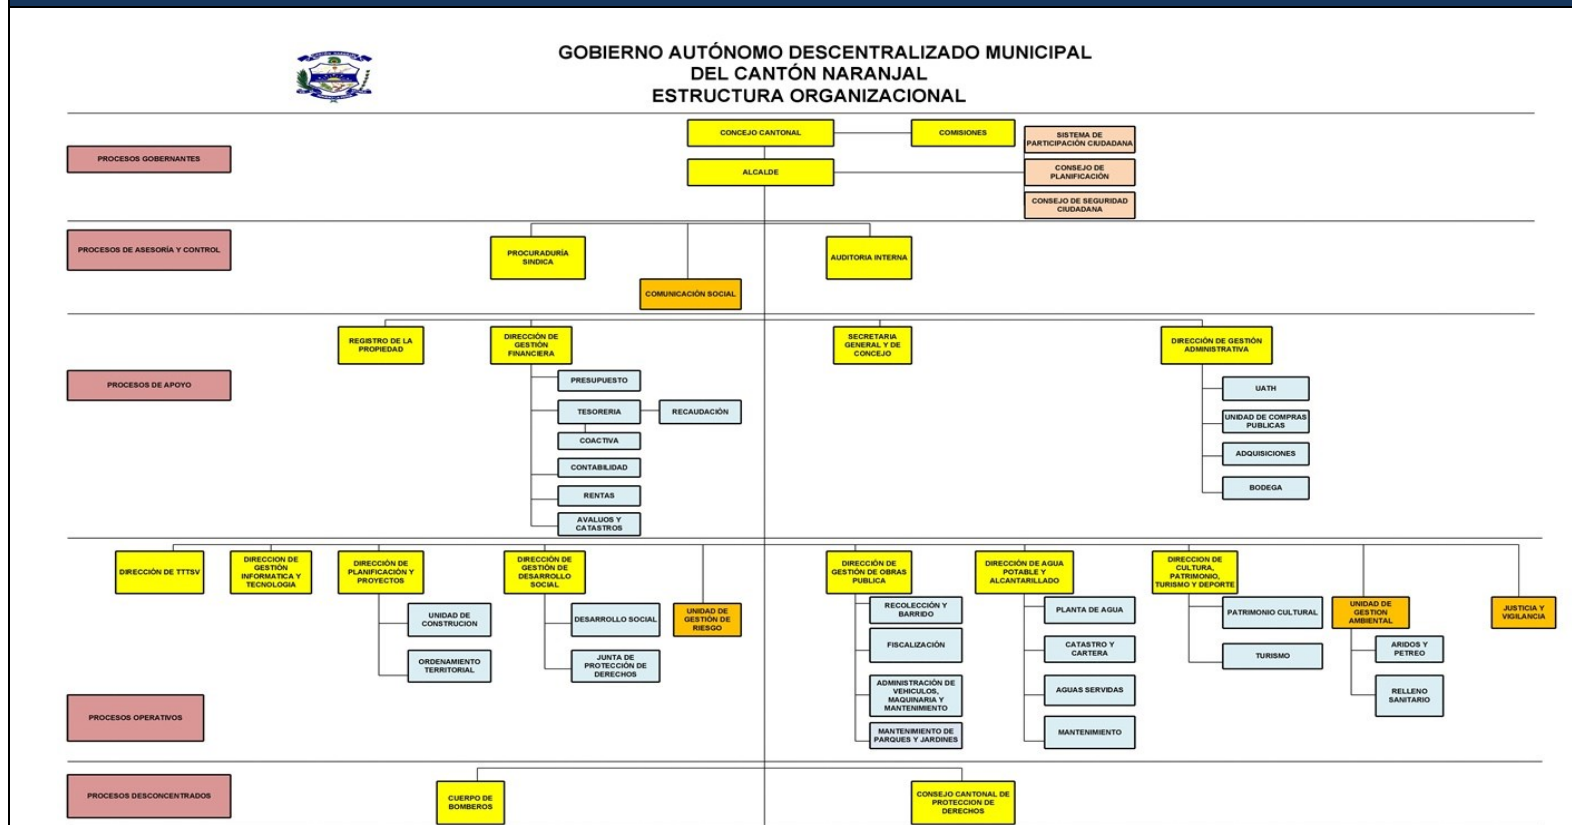 GOBIERNO AUTÓNOMO DESCENTRALIZADO MUNICIPAL
DEL CANTÓN NARANJAL
ESTRUCTURA ORGANIZACIONAL
PROCESOS GOBERNANTES
CONCEJO CANTONAL
COMISIONES
SISTEMA DE
PARTICIPACIÓN CIUDADANA
ALCALDE
CONSEJO DE
PLANIFICACIÓN
CONSEJO DE SEGURIDAD
CIUDADANA
PROCESOS DE ASESORÍA Y CONTROL
PROCURADURÍA
SINDICA
AUDITORIA INTERNA
COMUNICACIÓN SOCIAL
PROCESOS DE APOYO
REGISTRO DE LA
PROPIEDAD
DIRECCIÓN DE
GESTIÓN
FINANCIERA
SECRETARIA
GENERAL Y DE
CONCEJO
DIRECCIÓN DE GESTIÓN
ADMINISTRATIVA
PRESUPUESTO
TESORERIA
RECAUDACIÓN
COACTIVA
CONTABILIDAD
RENTAS
AVALUOS Y
CATASTROS
UATH
UNIDAD DE COMPRAS
PUBLICAS
ADQUISICIONES
BODEGA
PROCESOS OPERATIVOS
DIRECCIÓN DE TTTSV
DIRECCION DE
GESTIÓN
INFORMATICA Y
TECNOLOGIA
DIRECCIÓN DE
PLANIFICACIÓN Y
PROYECTOS
UNIDAD DE
CONSTRUCION
ORDENAMIENTO
TERRITORIAL
DIRECCIÓN DE
GESTIÓN DE
DESARROLLO
SOCIAL
DESARROLLO SOCIAL
JUNTA DE
PROTECCIÓN DE
DERECHOS
UNIDAD DE
GESTIÓN DE
RIESGO
DIRECCIÓN DE
GESTIÓN DE OBRAS
PUBLICA
RECOLECCIÓN Y
BARRIDO
FISCALIZACIÓN
ADMINISTRACIÓN DE
VEHICULOS,
MAQUINARIA Y
MANTENIMIENTO
MANTENIMIENTO DE
PARQUES Y JARDINES
DIRECCIÓN DE AGUA
POTABLE Y
ALCANTARILLADO
PLANTA DE AGUA
CATASTRO Y
CARTERA
AGUAS SERVIDAS
MANTENIMIENTO
DIRECCION DE
CULTURA,
PATRIMONIO,
TURISMO Y DEPORTE
PATRIMONIO CULTURAL
TURISMO
UNIDAD DE
GESTION
AMBIENTAL
ARIDOS Y
PETREO
RELLENO
SANITARIO
JUSTICIA Y
VIGILANCIA
PROCESOS DESCONCENTRADOS
CUERPO DE
BOMBEROS
CONSEJO CANTONAL DE
PROTECCION DE
DERECHOS